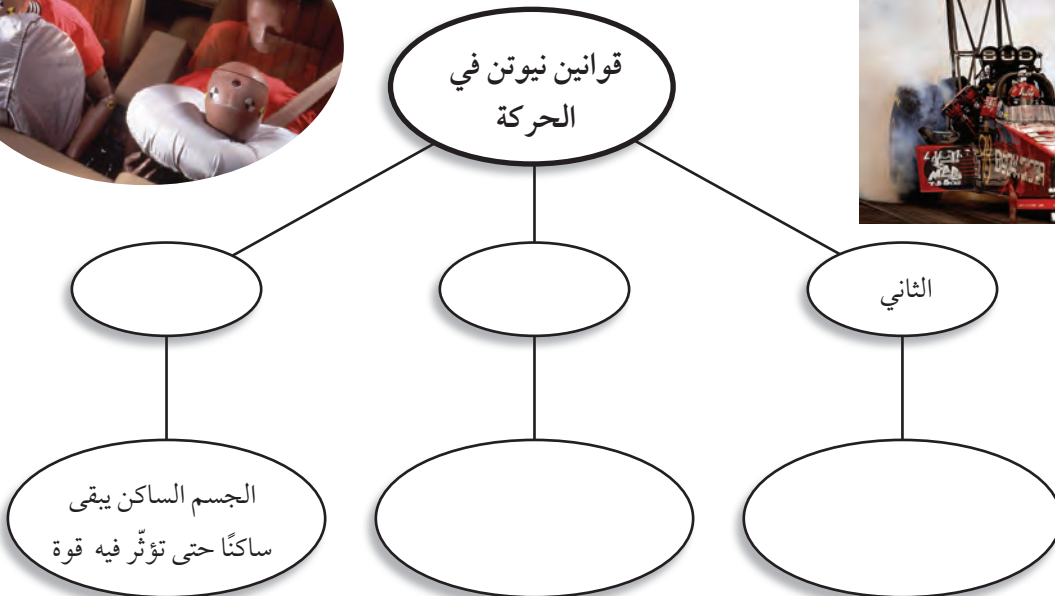 قوانين نيوتن في
الحركة
الثاني
الجسم الساكن يبقى
ساكنًا حتى تؤثّر فيه قوة